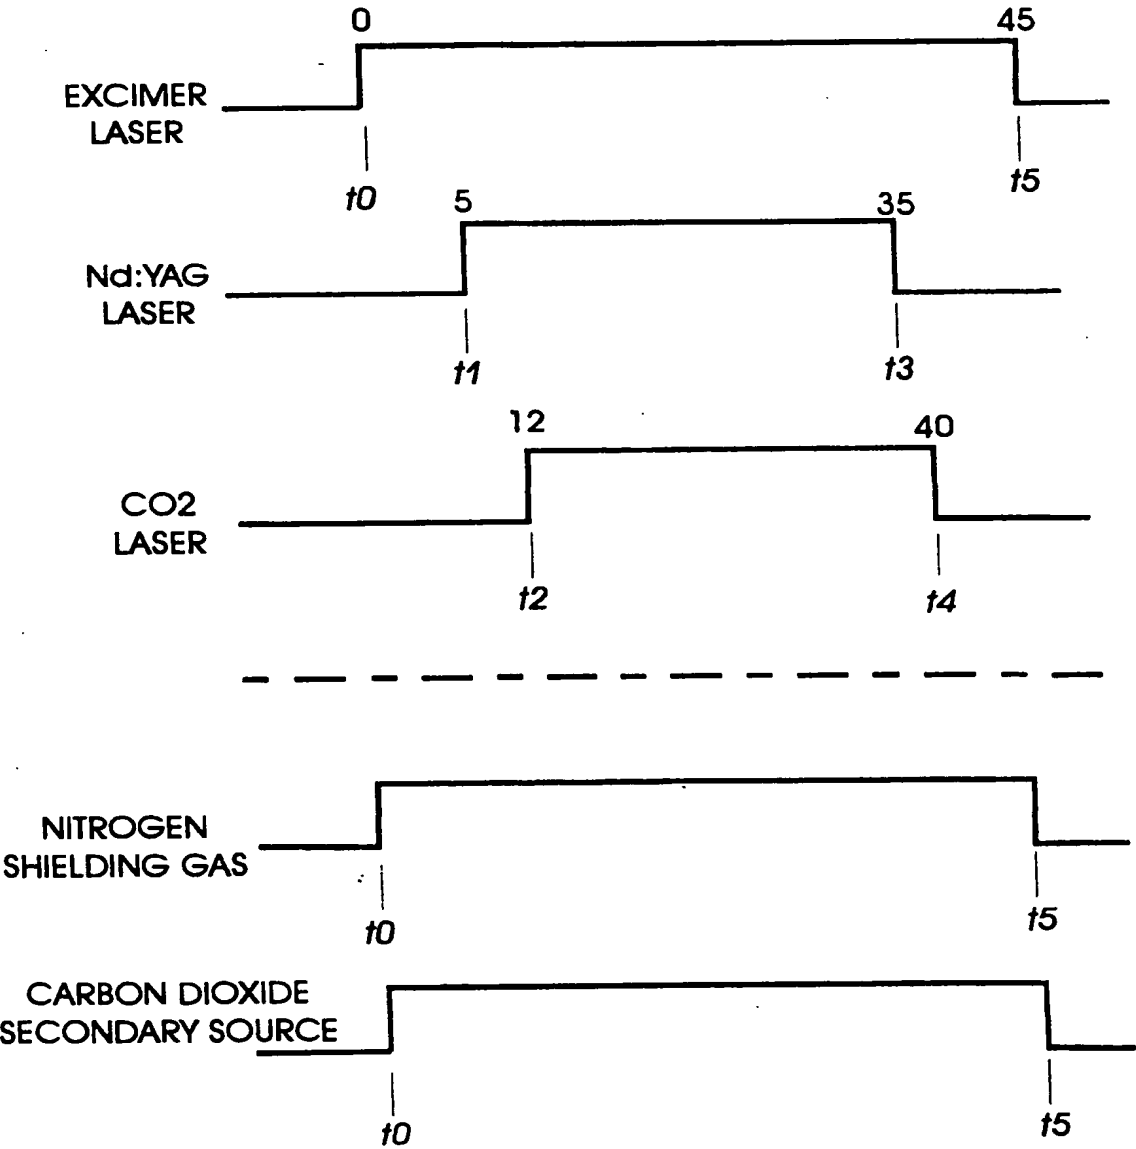 0 45
EXCIMER
LASER
t0 t5
5 35
Nd:YAG
LASER
t1 t3
12 40
CO2
LASER
t2 t4
NITROGEN
SHIELDING GAS
t0 t5
CARBON DIOXIDE
SECONDARY SOURCE
t0 t5